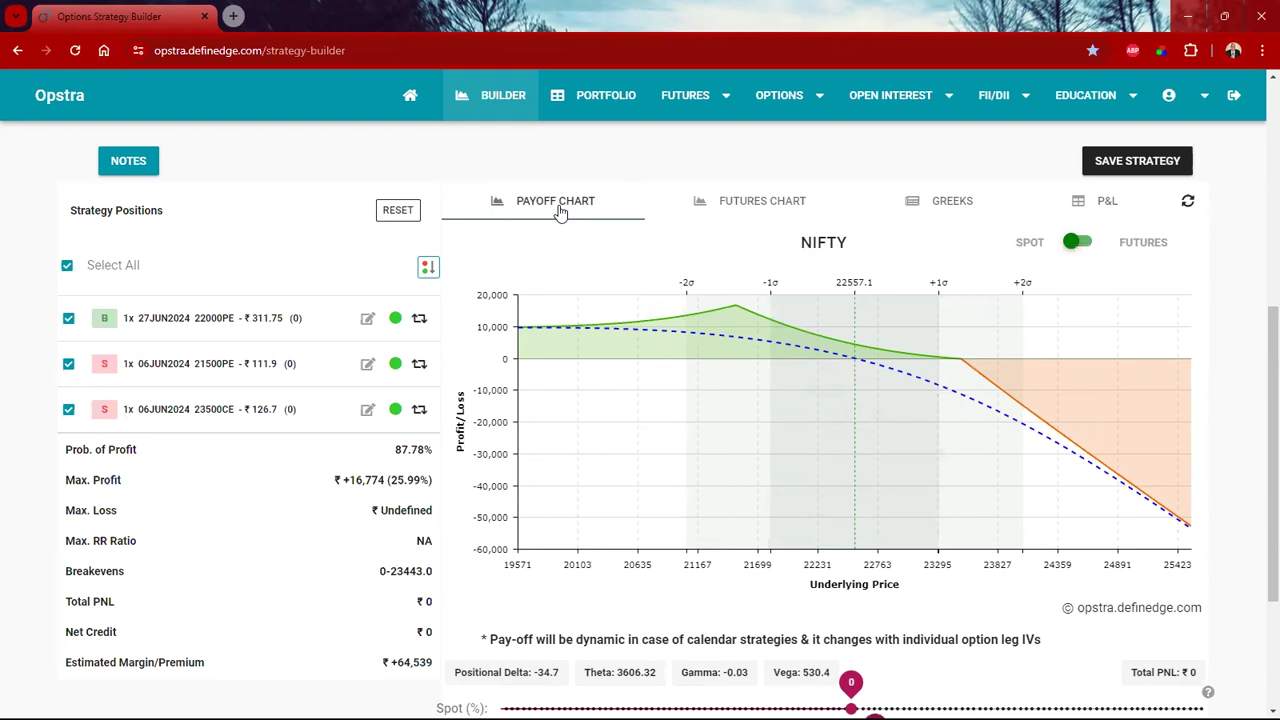 Options Strategy Builder
opstra.definedge.com/strategy-builder
ABP
Opstra
BUILDER
PORTFOLIO
FUTURES
OPTIONS
OPEN INTEREST
FII/DII
EDUCATION
NOTES
SAVE STRATEGY
Strategy Positions
RESET
Select All
B 1x 27JUN2024 22000PE - ₹ 311.75 (0)
S 1x 06JUN2024 21500PE - ₹ 111.9 (0)
S 1x 06JUN2024 23500CE - ₹ 126.7 (0)
Prob. of Profit 87.78%
Max. Profit ₹ +16,774 (25.99%)
Max. Loss ₹ Undefined
Max. RR Ratio NA
Breakevens 0-23443.0
Total PNL ₹ 0
Net Credit ₹ 0
Estimated Margin/Premium ₹ +64,539
PAYOFF CHART
FUTURES CHART
GREEKS
P&L
NIFTY
SPOT
FUTURES
-2σ -1σ 22557.1 +1σ +2σ
20,000
10,000
0
-10,000
-20,000
-30,000
-40,000
-50,000
-60,000
Profit/Loss
19571 20103 20635 21167 21699 22231 22763 23295 23827 24359 24891 25423
Underlying Price
© opstra.definedge.com
* Pay-off will be dynamic in case of calendar strategies & it changes with individual option leg IVs
Positional Delta: -34.7
Theta: 3606.32
Gamma: -0.03
Vega: 530.4
Total PNL: ₹ 0
0
Spot (%):